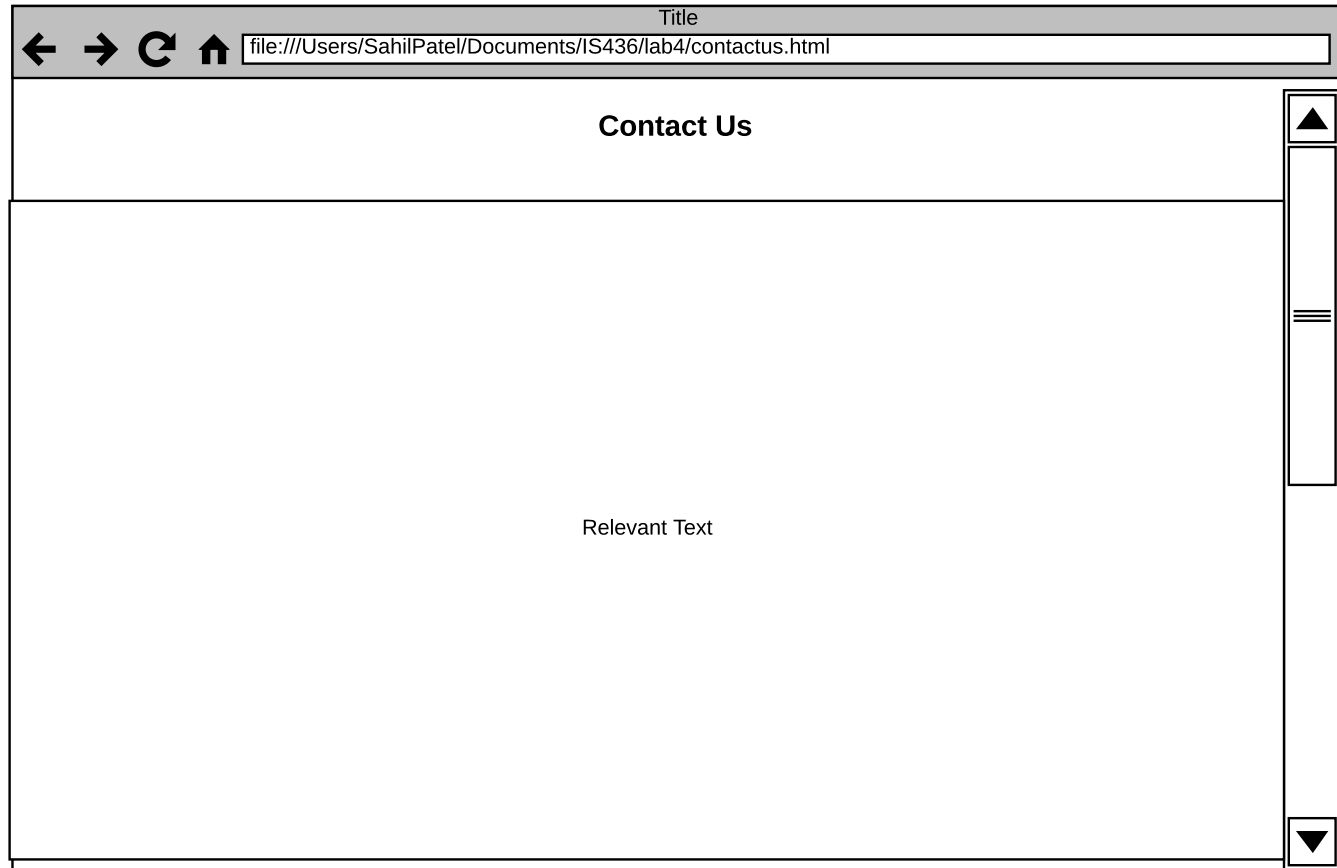 Title
file:///Users/SahilPatel/Documents/IS436/lab4/contactus.html
Contact Us
Relevant Text